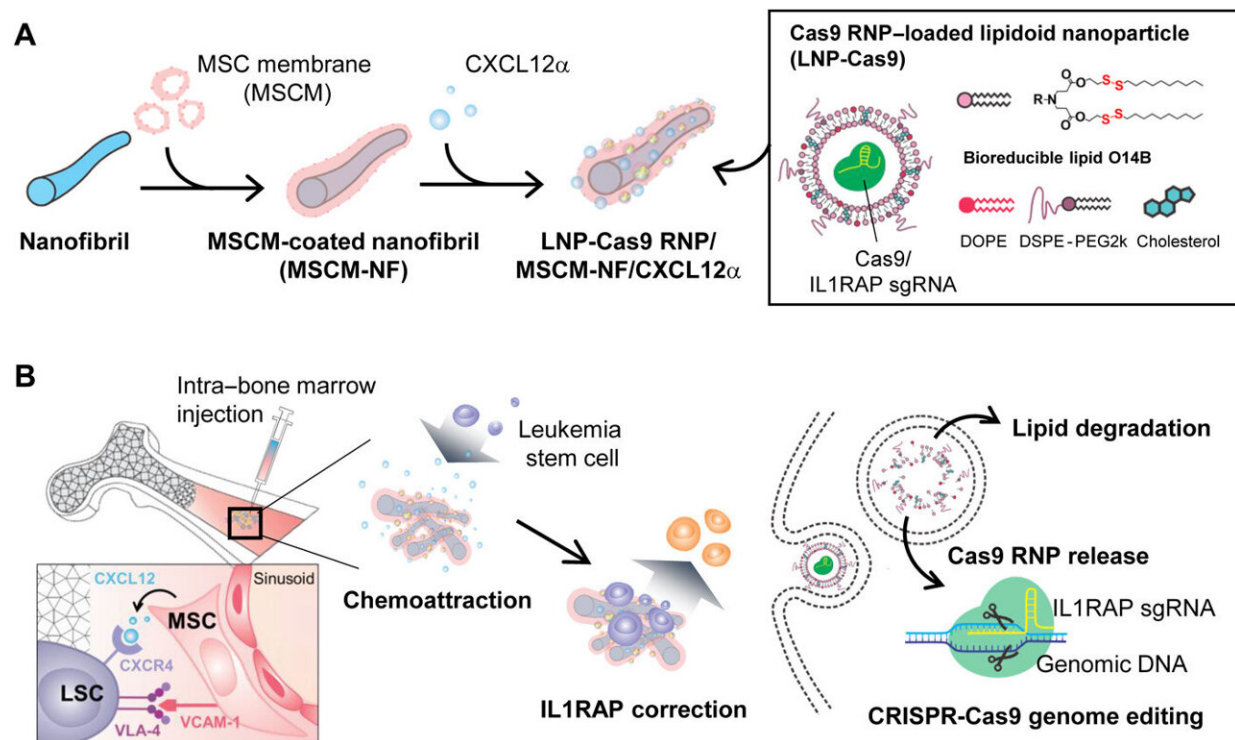 A
MSC membrane
(MSCM)
CXCL12α
Nanofibril
MSCM-coated nanofibril
(MSCM-NF)
LNP-Cas9 RNP/
MSCM-NF/CXCL12α
Cas9 RNP–loaded lipidoid nanoparticle
(LNP-Cas9)
O
O
S
S
R-N
O
O
S
S
Bioreducible lipid O14B
DOPE
DSPE-PEG2k
Cholesterol
Cas9/
IL1RAP sgRNA
B
Intra–bone marrow
injection
Leukemia
stem cell
Chemoattraction
IL1RAP correction
CXCL12
Sinusoid
MSC
CXCR4
LSC
VCAM-1
VLA-4
Lipid degradation
Cas9 RNP release
IL1RAP sgRNA
Genomic DNA
CRISPR-Cas9 genome editing